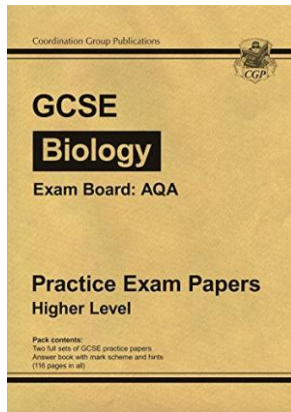 Coordination Group Publications
CGP
GCSE
Biology
Exam Board: AQA
Practice Exam Papers
Higher Level
Pack contents:
Two full sets of GCSE practice papers
Answer book with mark scheme and hints
(116 pages in all)